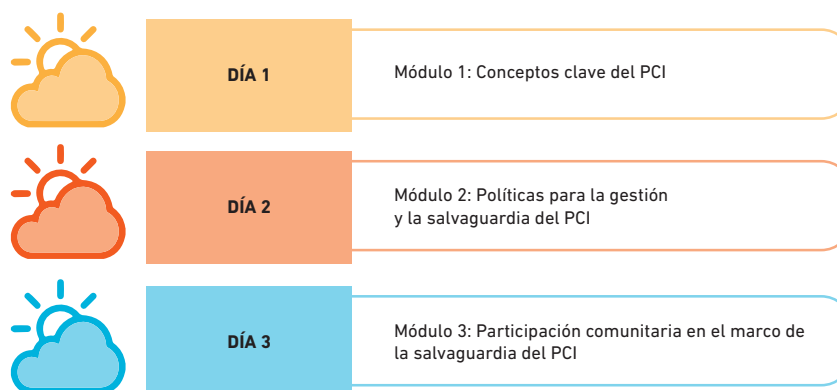 DÍA 1
Módulo 1: Conceptos clave del PCI
DÍA 2
Módulo 2: Políticas para la gestión
y la salvaguardia del PCI
DÍA 3
Módulo 3: Participación comunitaria en el marco de
la salvaguardia del PCI